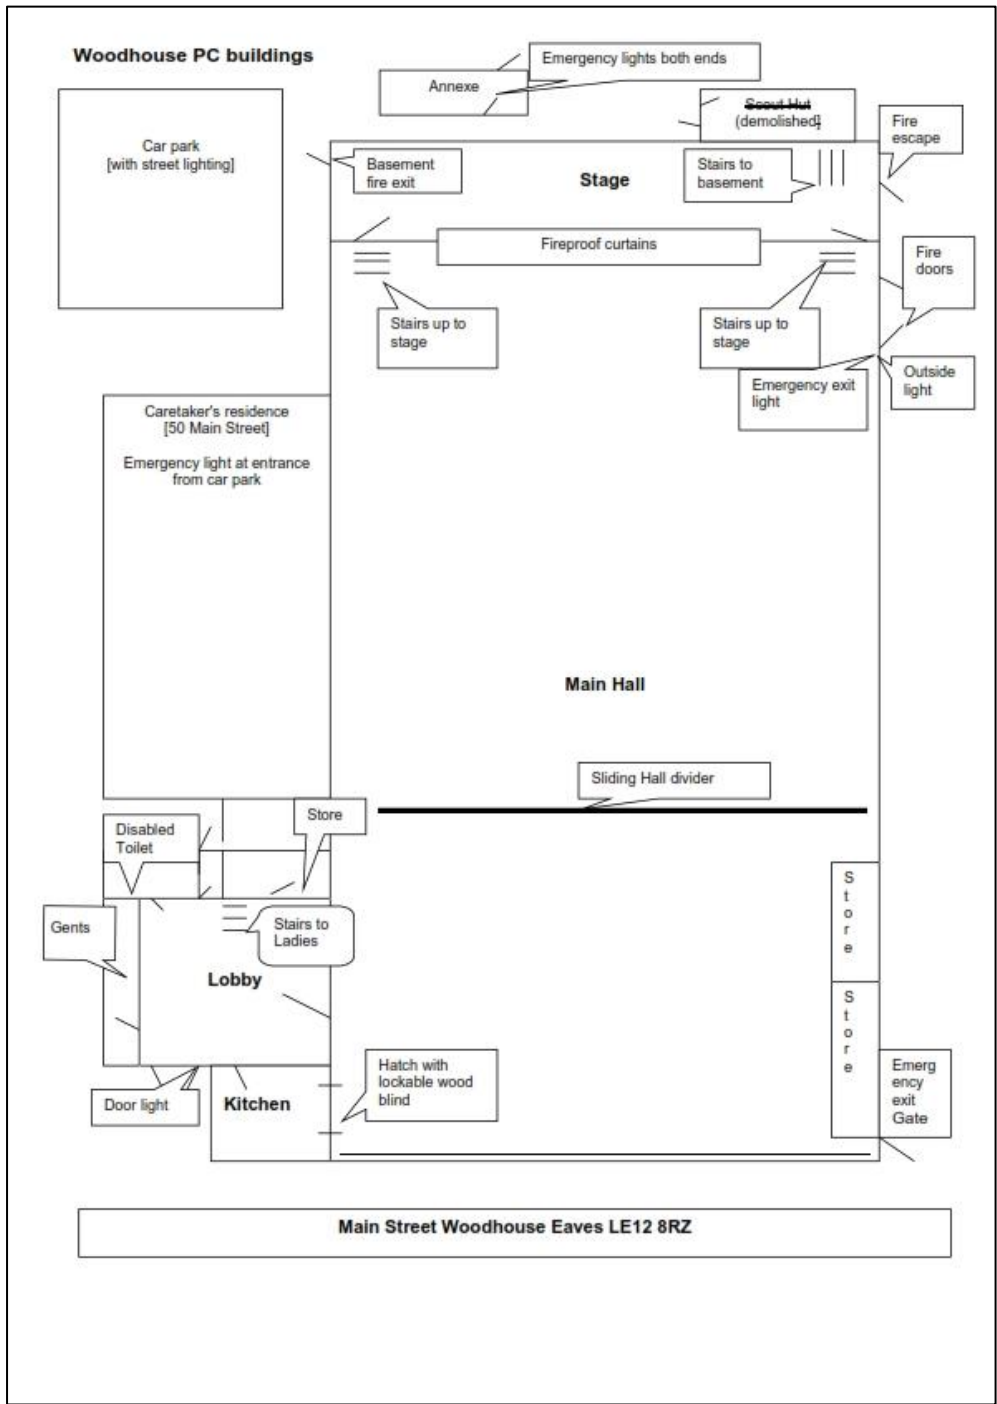 Woodhouse PC buildings
Emergency lights both ends
Annexe
Scout Hut
(demolished]
Fire
escape
Car park
[with street lighting]
Basement
fire exit
Stage
Stairs to
basement
Fireproof curtains
Fire
doors
Stairs up to
stage
Stairs up to
stage
Emergency exit
light
Outside
light
Caretaker's residence
[50 Main Street]
Emergency light at entrance
from car park
Main Hall
Sliding Hall divider
Store
Disabled
Toilet
Gents
Stairs to
Ladies
Lobby
S
t
o
r
e
S
t
o
r
e
Hatch with
lockable wood
blind
Emerg
ency
exit
Gate
Door light
Kitchen
Main Street Woodhouse Eaves LE12 8RZ